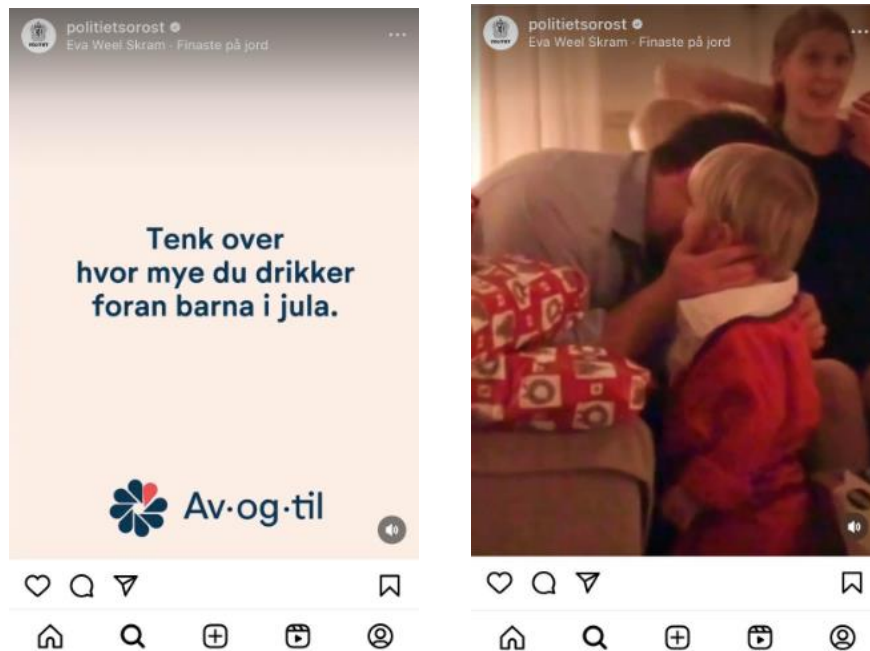 politietsorost
Eva Weel Skram · Finaste på jord
Tenk over
hvor mye du drikker
foran barna i jula.
Av·og·til
politietsorost
Eva Weel Skram · Finaste på jord